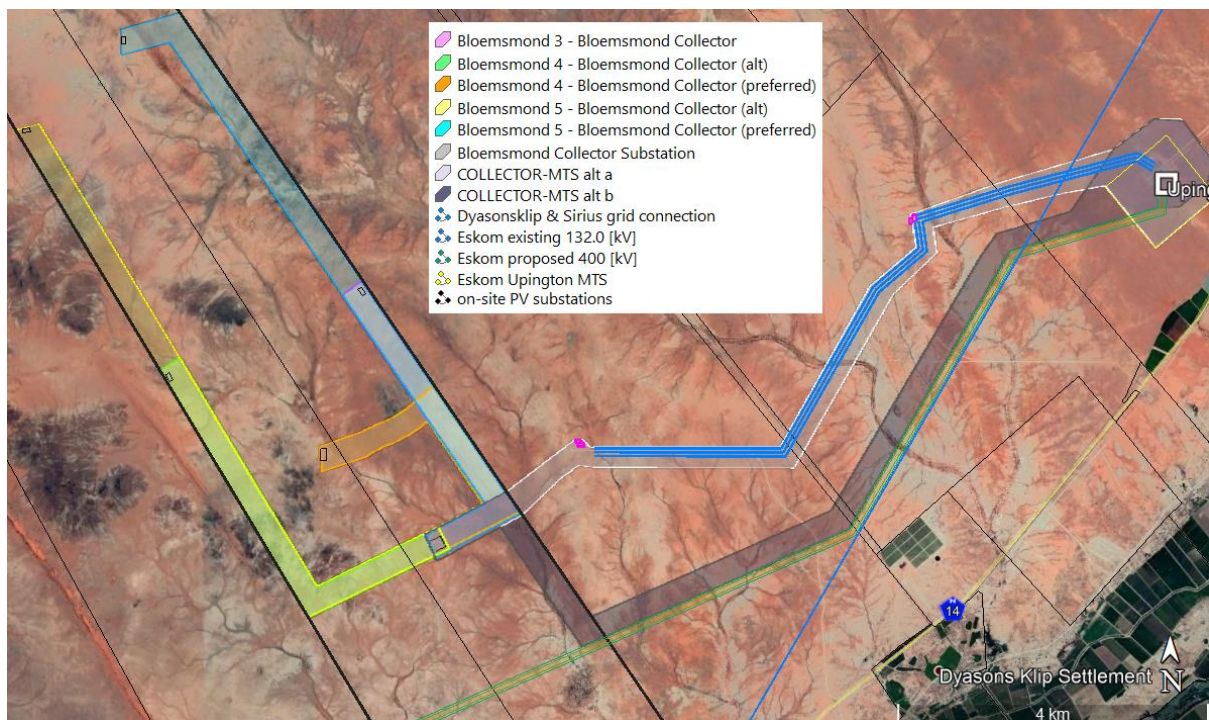 Bloemsmond 3 - Bloemsmond Collector
Bloemsmond 4 - Bloemsmond Collector (alt)
Bloemsmond 4 - Bloemsmond Collector (preferred)
Bloemsmond 5 - Bloemsmond Collector (alt)
Bloemsmond 5 - Bloemsmond Collector (preferred)
Bloemsmond Collector Substation
COLLECTOR-MTS alt a
COLLECTOR-MTS alt b
Dyasonsklip & Sirius grid connection
Eskom existing 132.0 [kV]
Eskom proposed 400 [kV]
Eskom Upington MTS
on-site PV substations
Uping
14
Dyasons Klip Settlement
N
4 km